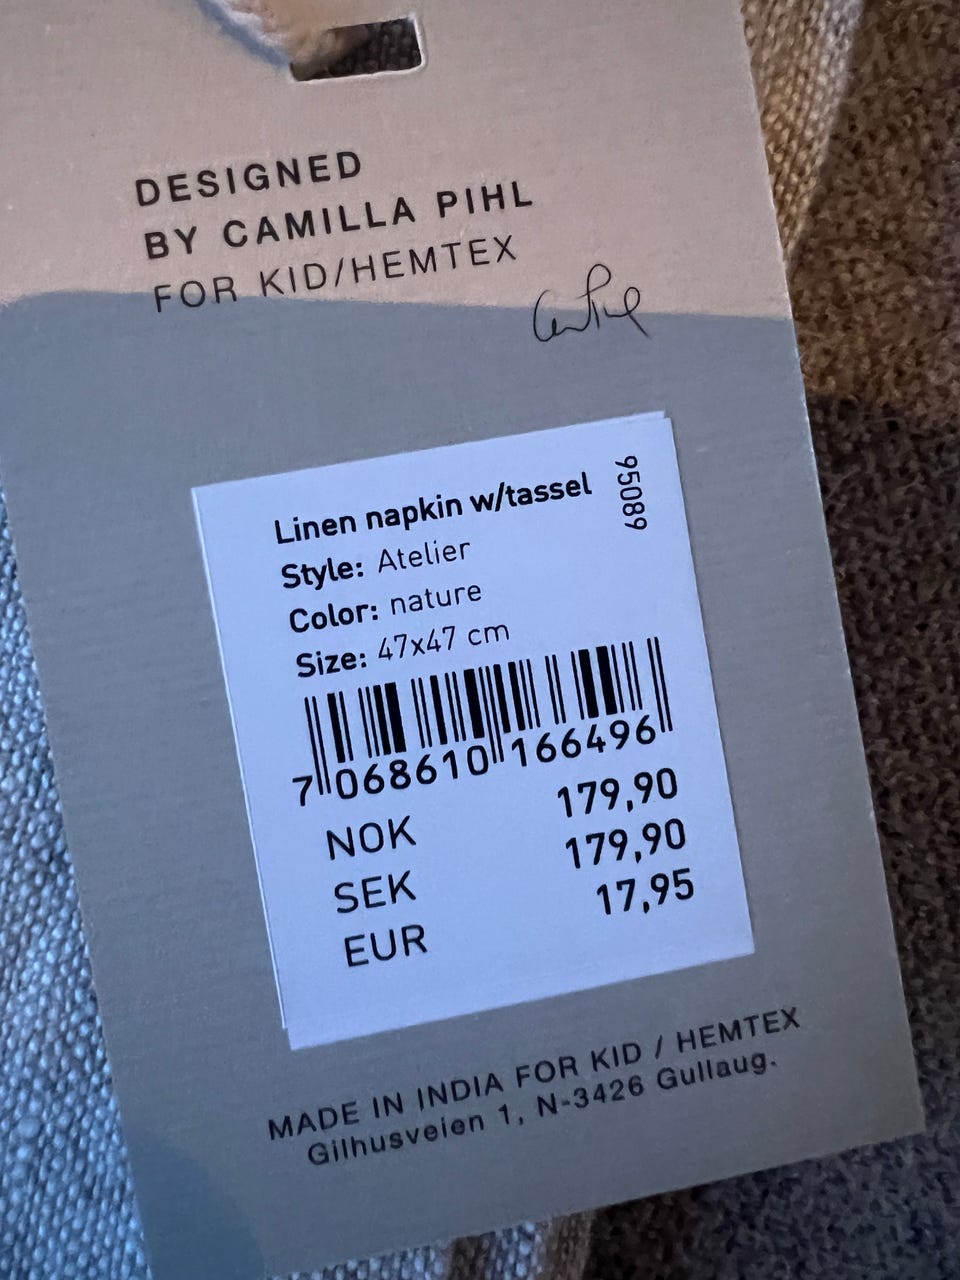 DESIGNED
BY CAMILLA PIHL
FOR KID/HEMTEX
Linen napkin w/tassel
95089
Style: Atelier
Color: nature
Size: 47x47 cm
7 068610 166496
NOK 179,90
SEK 179,90
EUR 17,95
MADE IN INDIA FOR KID / HEMTEX
Gilhusveien 1, N-3426 Gullaug.